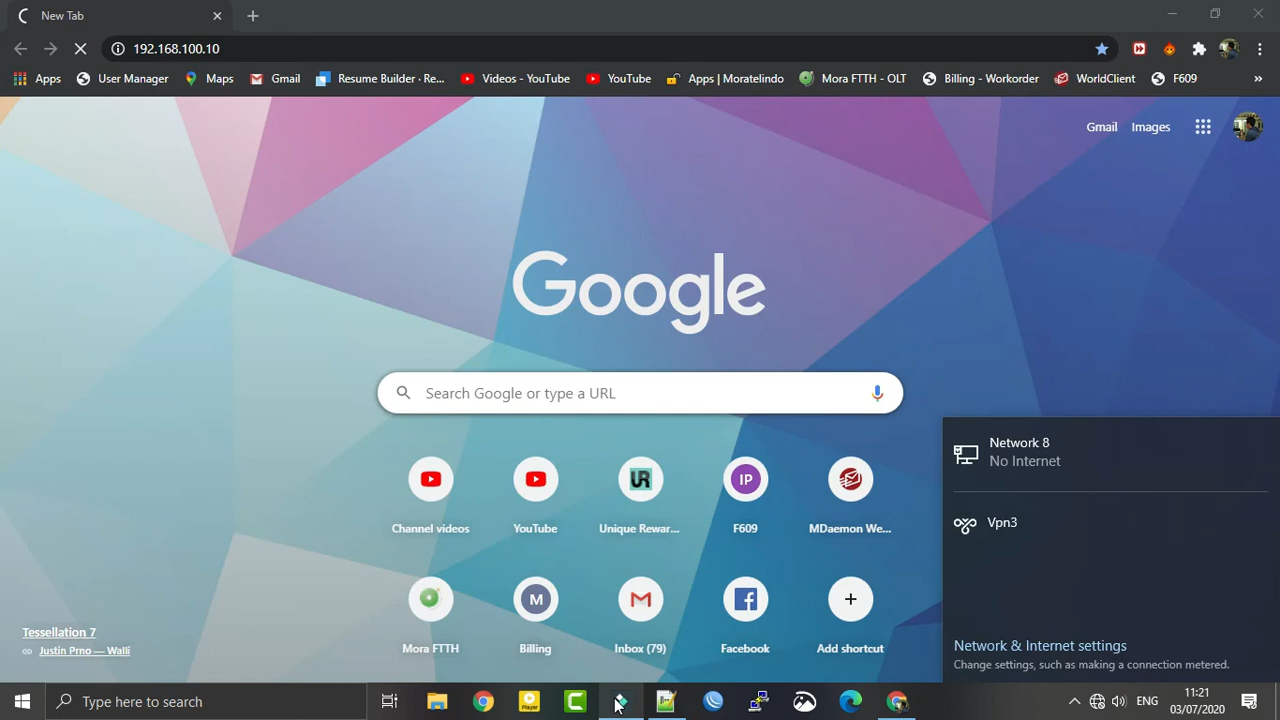 New Tab
192.168.100.10
Apps User Manager Maps Gmail Resume Builder · Re... Videos - YouTube YouTube Apps | Moratelindo Mora FTTH - OLT Billing - Workorder WorldClient F609 »
Gmail Images
Google
Search Google or type a URL
Network 8
No Internet
UR IP
Channel videos YouTube Unique Rewar... F609 MDaemon We...
Vpn3
M
Mora FTTH Billing Inbox (79) Facebook Add shortcut
Tessellation 7
Justin Prno — Walli
Network & Internet settings
Change settings, such as making a connection metered.
Type here to search
Player
ENG
11:21
03/07/2020